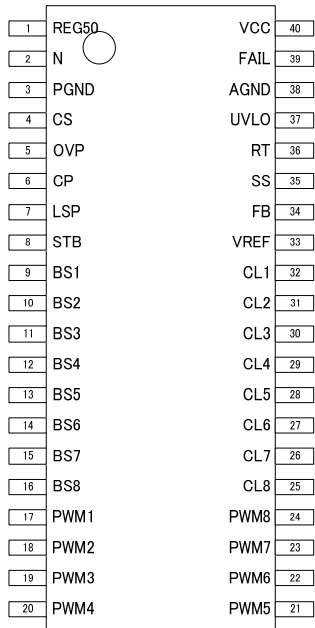 1 REG50 VCC 40
2 N FAIL 39
3 PGND AGND 38
4 CS UVLO 37
5 OVP RT 36
6 CP SS 35
7 LSP FB 34
8 STB VREF 33
9 BS1 CL1 32
10 BS2 CL2 31
11 BS3 CL3 30
12 BS4 CL4 29
13 BS5 CL5 28
14 BS6 CL6 27
15 BS7 CL7 26
16 BS8 CL8 25
17 PWM1 PWM8 24
18 PWM2 PWM7 23
19 PWM3 PWM6 22
20 PWM4 PWM5 21